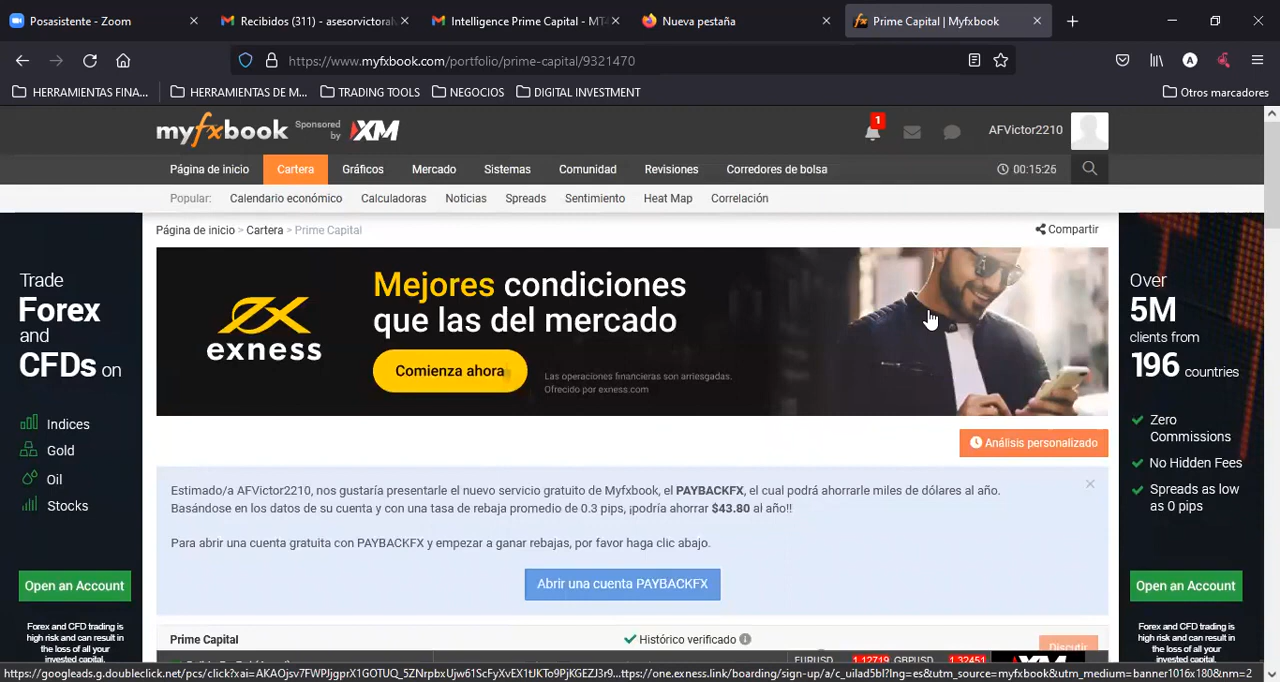 Posasistente - Zoom
Recibidos (311) - asesorvictoral
Intelligence Prime Capital - MT4
Nueva pestaña
Prime Capital | Myfxbook
https://www.myfxbook.com/portfolio/prime-capital/9321470
HERRAMIENTAS FINA...
HERRAMIENTAS DE M...
TRADING TOOLS
NEGOCIOS
DIGITAL INVESTMENT
Otros marcadores
myfxbook
Sponsored by
XM
1
AFVictor2210
Página de inicio
Cartera
Gráficos
Mercado
Sistemas
Comunidad
Revisiones
Corredores de bolsa
00:15:26
Popular:
Calendario económico
Calculadoras
Noticias
Spreads
Sentimiento
Heat Map
Correlación
Página de inicio > Cartera > Prime Capital
Compartir
Trade
Forex
and
CFDs on
Indices
Gold
Oil
Stocks
Open an Account
Forex and CFD trading is
high risk and can result in
the loss of all your
invested capital.
exness
Mejores condiciones
que las del mercado
Comienza ahora
Las operaciones financieras son arriesgadas.
Ofrecido por exness.com
Over
5M
clients from
196 countries
Zero
Commissions
No Hidden Fees
Spreads as low
as 0 pips
Open an Account
Forex and CFD trading is
high risk and can result in
the loss of all your
invested capital.
Análisis personalizado
Estimado/a AFVictor2210, nos gustaría presentarle el nuevo servicio gratuito de Myfxbook, el PAYBACKFX, el cual podrá ahorrarle miles de dólares al año.
Basándose en los datos de su cuenta y con una tasa de rebaja promedio de 0.3 pips, ¡podría ahorrar $43.80 al año!!
Para abrir una cuenta gratuita con PAYBACKFX y empezar a ganar rebajas, por favor haga clic abajo.
Abrir una cuenta PAYBACKFX
Prime Capital
Histórico verificado
Discutir
EURUSD 1.12719 GBPUSD 1.32451
XM